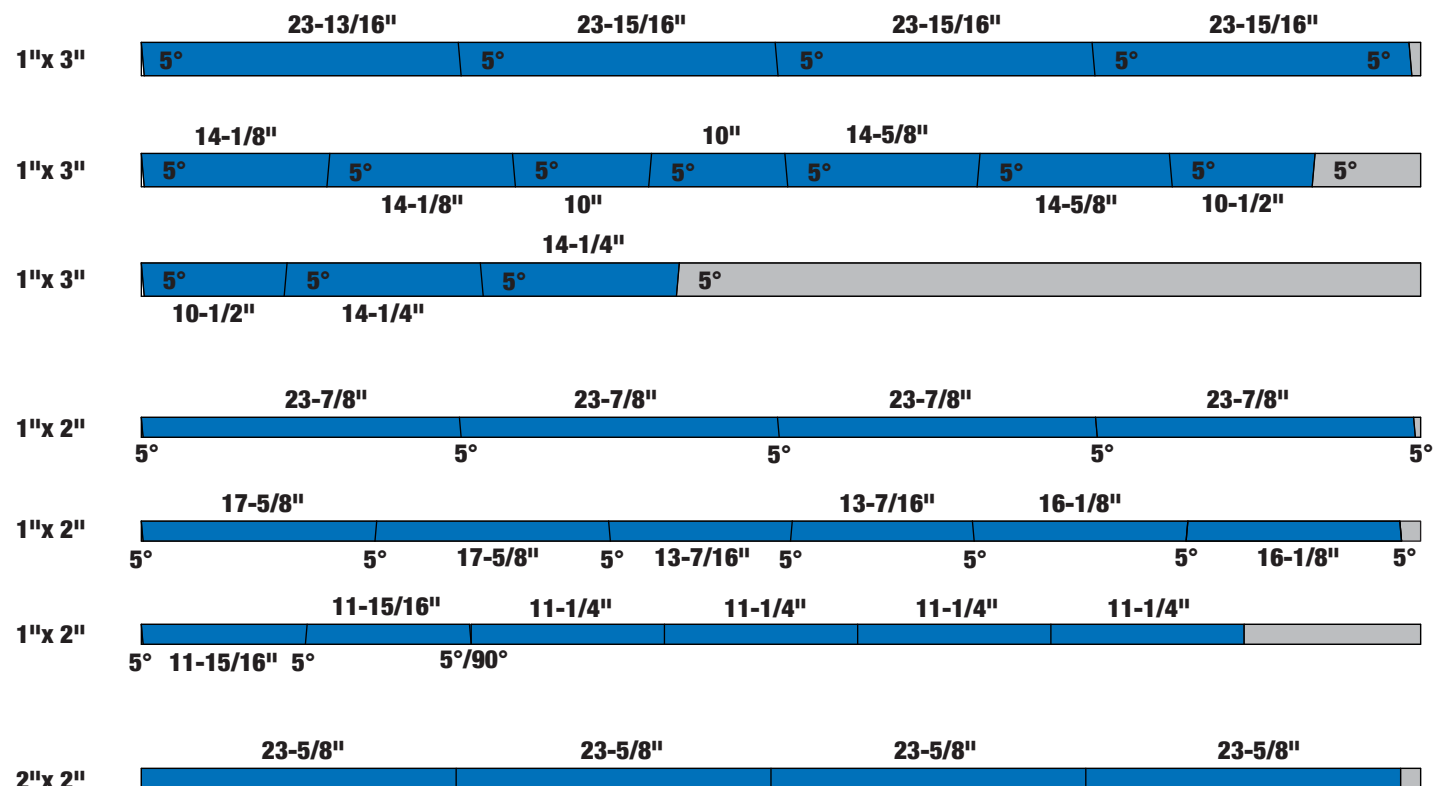 23-13/16" 23-15/16" 23-15/16" 23-15/16"
1"x 3" 5° 5° 5° 5° 5°
14-1/8" 10" 14-5/8"
1"x 3" 5° 5° 5° 5° 5° 5° 5° 5°
14-1/8" 10" 14-5/8" 10-1/2"
14-1/4"
1"x 3" 5° 5° 5° 5°
10-1/2" 14-1/4"
23-7/8" 23-7/8" 23-7/8" 23-7/8"
1"x 2"
5° 5° 5° 5° 5°
17-5/8" 13-7/16" 16-1/8"
1"x 2"
5° 5° 17-5/8" 5° 13-7/16" 5° 5° 5° 16-1/8" 5°
11-15/16" 11-1/4" 11-1/4" 11-1/4" 11-1/4"
1"x 2"
5° 11-15/16" 5° 5°/90°
23-5/8" 23-5/8" 23-5/8" 23-5/8"
2"x 2"